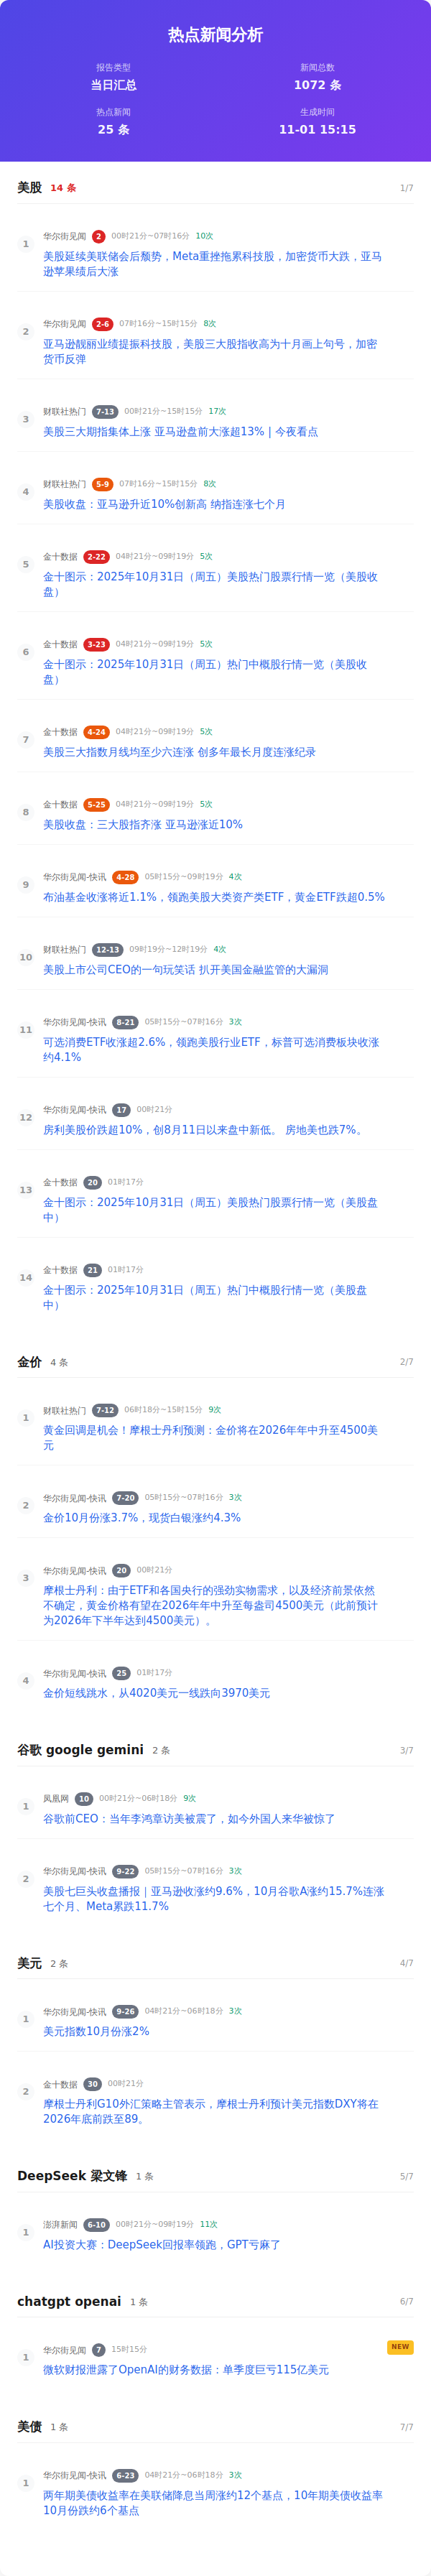 热点新闻分析
报告类型
新闻总数
当日汇总
1072 条
热点新闻
生成时间
25 条
11-01 15:15
美股 14 条 1/7
1
华尔街见闻 2 00时21分~07时16分 10次
美股延续美联储会后颓势，Meta重挫拖累科技股，加密货币大跌，亚马
逊苹果绩后大涨
2
华尔街见闻 2-6 07时16分~15时15分 8次
亚马逊靓丽业绩提振科技股，美股三大股指收高为十月画上句号，加密
货币反弹
3
财联社热门 7-13 00时21分~15时15分 17次
美股三大期指集体上涨 亚马逊盘前大涨超13% | 今夜看点
4
财联社热门 5-9 07时16分~15时15分 8次
美股收盘：亚马逊升近10%创新高 纳指连涨七个月
5
金十数据 2-22 04时21分~09时19分 5次
金十图示：2025年10月31日（周五）美股热门股票行情一览（美股收
盘）
6
金十数据 3-23 04时21分~09时19分 5次
金十图示：2025年10月31日（周五）热门中概股行情一览（美股收
盘）
7
金十数据 4-24 04时21分~09时19分 5次
美股三大指数月线均至少六连涨 创多年最长月度连涨纪录
8
金十数据 5-25 04时21分~09时19分 5次
美股收盘：三大股指齐涨 亚马逊涨近10%
9
华尔街见闻-快讯 4-28 05时15分~09时19分 4次
布油基金收涨将近1.1%，领跑美股大类资产类ETF，黄金ETF跌超0.5%
10
财联社热门 12-13 09时19分~12时19分 4次
美股上市公司CEO的一句玩笑话 扒开美国金融监管的大漏洞
11
华尔街见闻-快讯 8-21 05时15分~07时16分 3次
可选消费ETF收涨超2.6%，领跑美股行业ETF，标普可选消费板块收涨
约4.1%
12
华尔街见闻-快讯 17 00时21分
房利美股价跌超10%，创8月11日以来盘中新低。 房地美也跌7%。
13
金十数据 20 01时17分
金十图示：2025年10月31日（周五）美股热门股票行情一览（美股盘
中）
14
金十数据 21 01时17分
金十图示：2025年10月31日（周五）热门中概股行情一览（美股盘
中）
金价 4 条 2/7
1
财联社热门 7-12 06时18分~15时15分 9次
黄金回调是机会！摩根士丹利预测：金价将在2026年年中升至4500美
元
2
华尔街见闻-快讯 7-20 05时15分~07时16分 3次
金价10月份涨3.7%，现货白银涨约4.3%
3
华尔街见闻-快讯 20 00时21分
摩根士丹利：由于ETF和各国央行的强劲实物需求，以及经济前景依然
不确定，黄金价格有望在2026年年中升至每盎司4500美元（此前预计
为2026年下半年达到4500美元）。
4
华尔街见闻-快讯 25 01时17分
金价短线跳水，从4020美元一线跌向3970美元
谷歌 google gemini 2 条 3/7
1
凤凰网 10 00时21分~06时18分 9次
谷歌前CEO：当年李鸿章访美被震了，如今外国人来华被惊了
2
华尔街见闻-快讯 9-22 05时15分~07时16分 3次
美股七巨头收盘播报｜亚马逊收涨约9.6%，10月谷歌A涨约15.7%连涨
七个月、Meta累跌11.7%
美元 2 条 4/7
1
华尔街见闻-快讯 9-26 04时21分~06时18分 3次
美元指数10月份涨2%
2
金十数据 30 00时21分
摩根士丹利G10外汇策略主管表示，摩根士丹利预计美元指数DXY将在
2026年底前跌至89。
DeepSeek 梁文锋 1 条 5/7
1
澎湃新闻 6-10 00时21分~09时19分 11次
AI投资大赛：DeepSeek回报率领跑，GPT亏麻了
chatgpt openai 1 条 6/7
1
华尔街见闻 7 15时15分 NEW
微软财报泄露了OpenAI的财务数据：单季度巨亏115亿美元
美债 1 条 7/7
1
华尔街见闻-快讯 6-23 04时21分~06时18分 3次
两年期美债收益率在美联储降息当周涨约12个基点，10年期美债收益率
10月份跌约6个基点